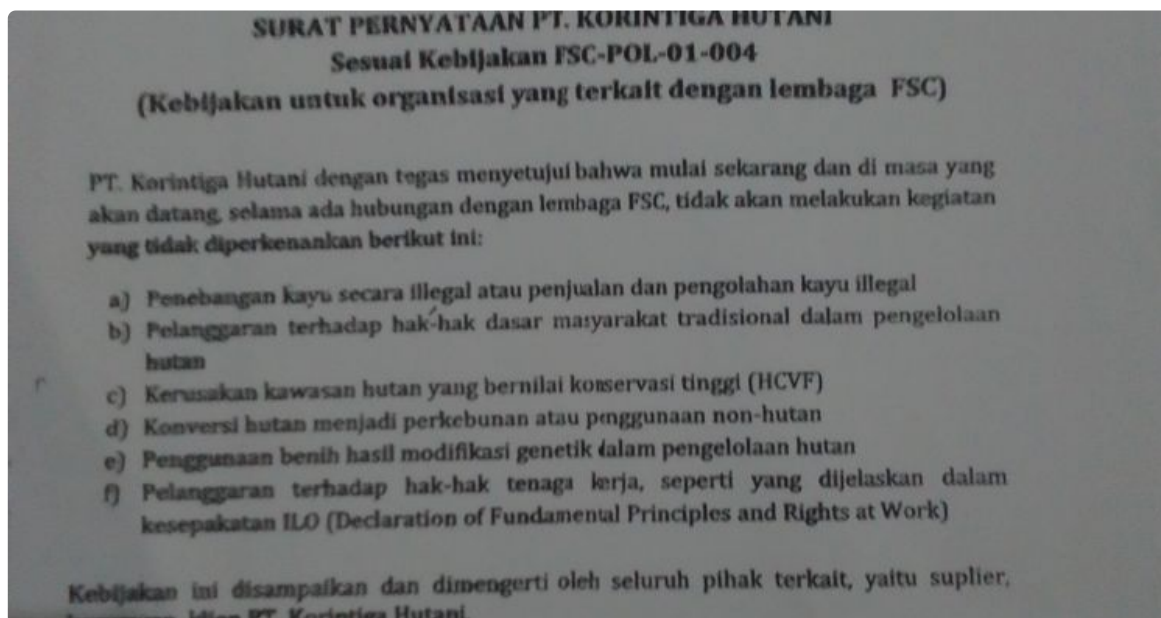 SURAT PERNYATAAN PT. KORINTIGA HUTANI
Sesuai Kebijakan FSC-POL-01-004
(Kebijakan untuk organisasi yang terkait dengan lembaga FSC)
PT. Korintiga Hutani dengan tegas menyetujui bahwa mulai sekarang dan di masa yang
akan datang, selama ada hubungan dengan lembaga FSC, tidak akan melakukan kegiatan
yang tidak diperkenankan berikut ini:
a) Penebangan kayu secara illegal atau penjualan dan pengolahan kayu illegal
b) Pelanggaran terhadap hak-hak dasar masyarakat tradisional dalam pengelolaan
hutan
c) Kerusakan kawasan hutan yang bernilai konservasi tinggi (HCVF)
d) Konversi hutan menjadi perkebunan atau penggunaan non-hutan
e) Penggunaan benih hasil modifikasi genetik dalam pengelolaan hutan
f) Pelanggaran terhadap hak-hak tenaga kerja, seperti yang dijelaskan dalam
kesepakatan ILO (Declaration of Fundamental Principles and Rights at Work)
Kebijakan ini disampaikan dan dimengerti oleh seluruh pihak terkait, yaitu suplier,
PT. Korintiga Hutani.